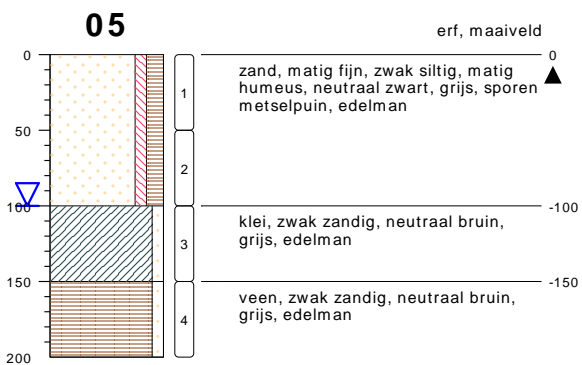 05
erf, maaiveld
0
0
zand, matig fijn, zwak siltig, matig
humeus, neutraal zwart, grijs, sporen
metselpuin, edelman
1
50
2
100
-100
klei, zwak zandig, neutraal bruin,
grijs, edelman
3
150
-150
veen, zwak zandig, neutraal bruin,
grijs, edelman
4
200